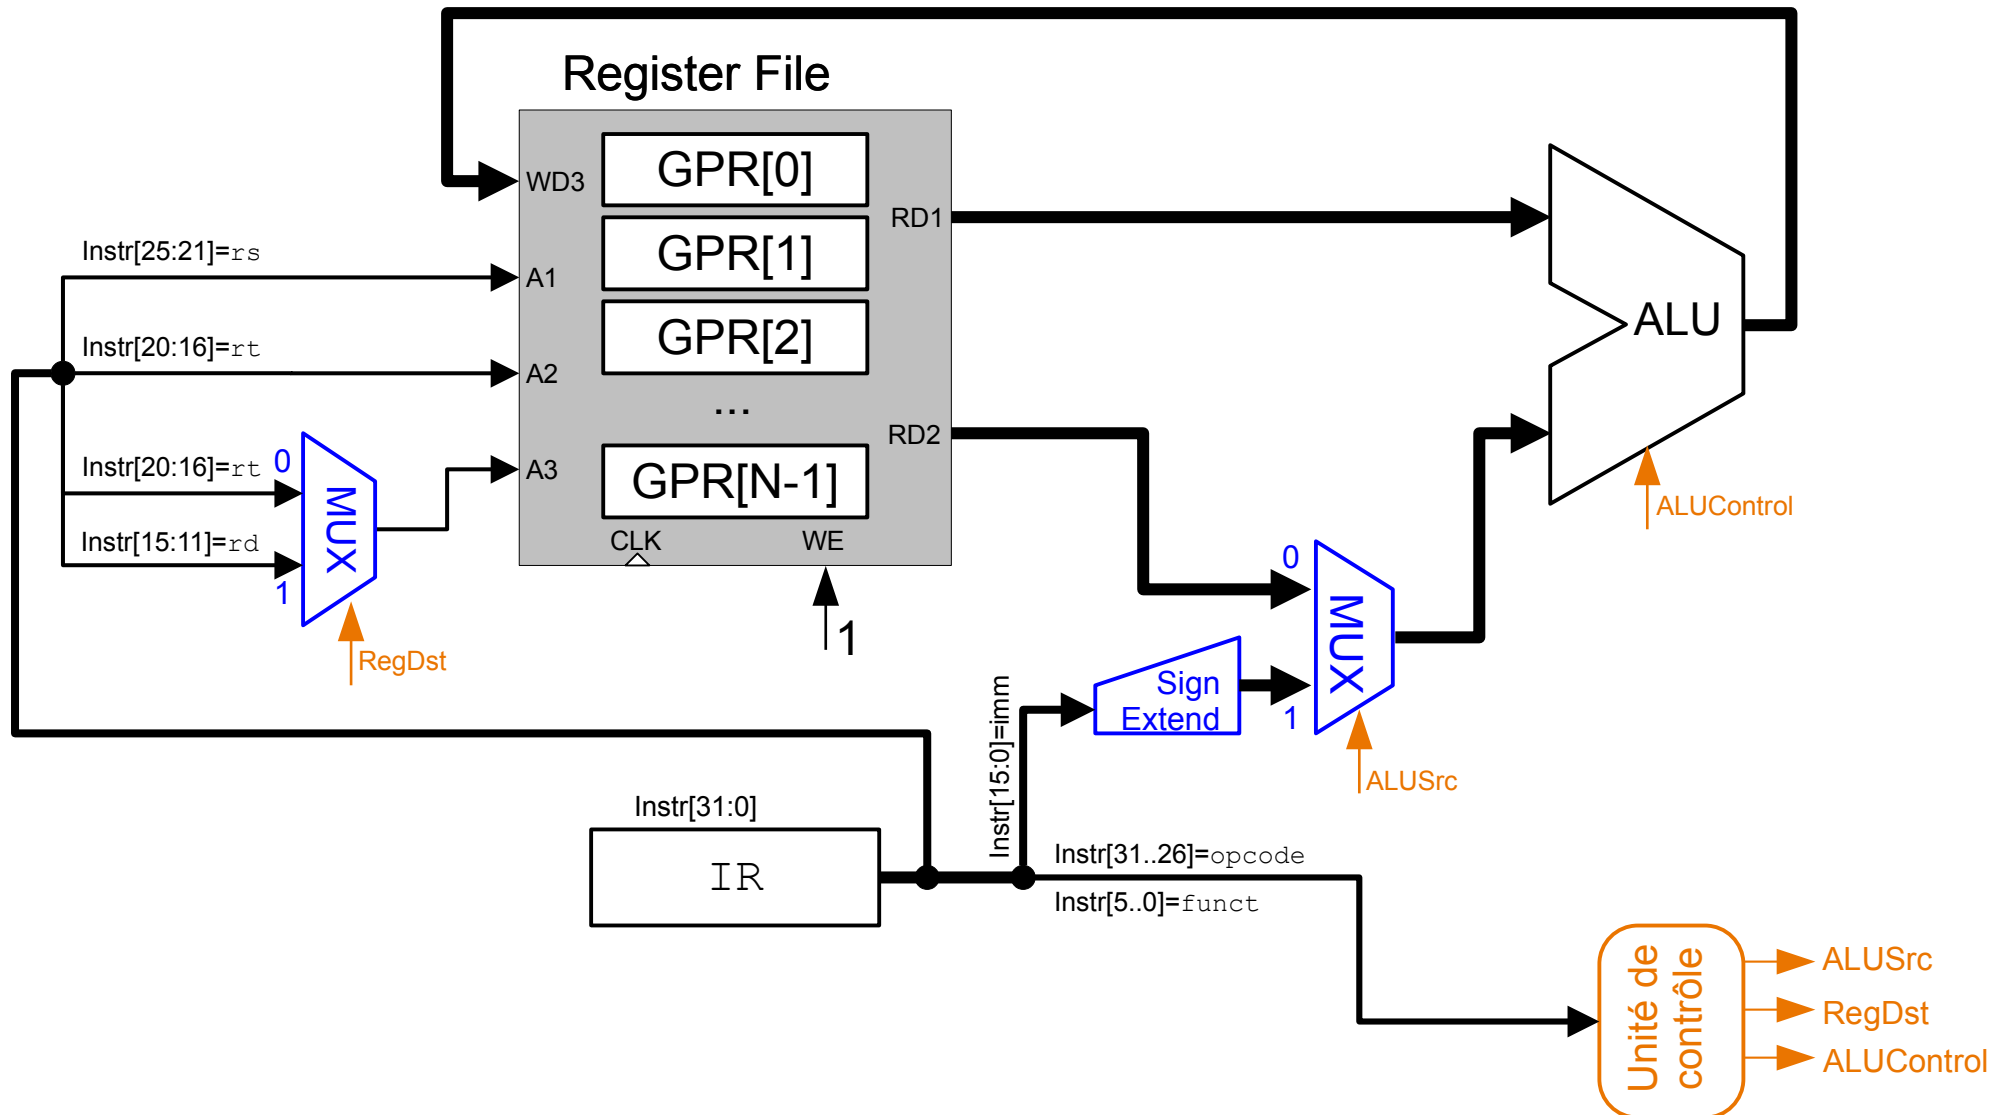 Register File
WD3
GPR[0]
RD1
Instr[25:21]=rs
A1
GPR[1]
ALU
Instr[20:16]=rt
A2
GPR[2]
...
RD2
Instr[20:16]=rt
0
MUX
A3
GPR[N-1]
ALUControl
Instr[15:11]=rd
1
CLK
WE
0
1
RegDst
MUX
Sign
Extend
1
ALUSrc
Instr[15:0]=imm
Instr[31:0]
IR
Instr[31..26]=opcode
Instr[5..0]=funct
Unité de
contrôle
ALUSrc
RegDst
ALUControl